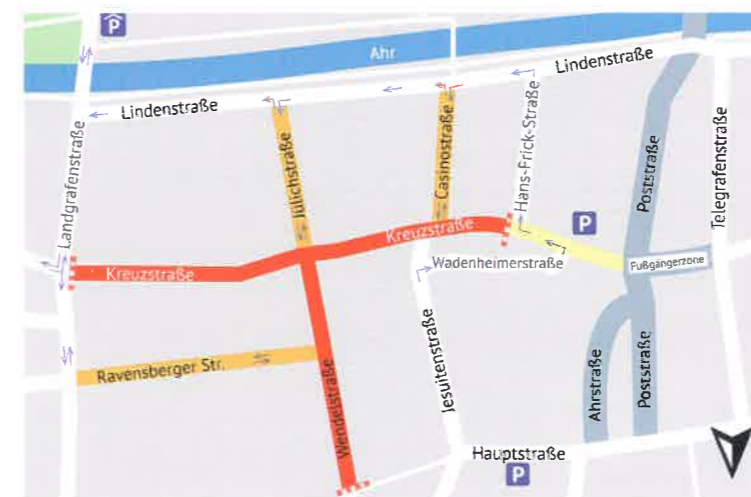 P
Ahr
Lindenstraße
Lindenstraße
Landgrafenstraße
Jülichstraße
Casinostraße
Hans-Frick-Straße
Poststraße
Telegrafenstraße
P
Kreuzstraße
Kreuzstraße
Wadenheimerstraße
Fußgängerzone
Ravensberger Str.
Wendelstraße
Jesuitenstraße
Ahrstraße
Poststraße
Hauptstraße
P